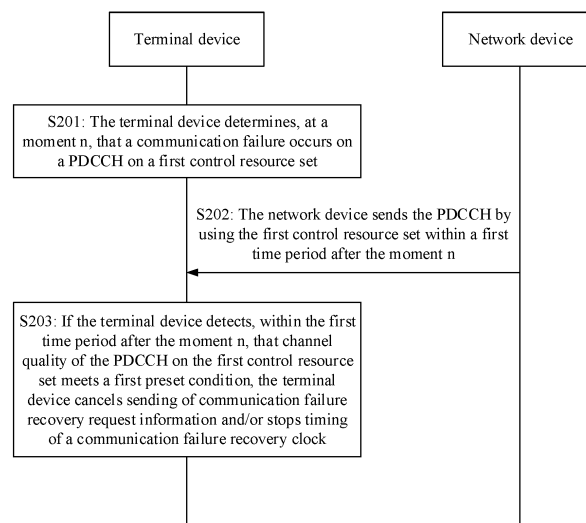 Terminal device
Network device
S201: The terminal device determines, at a
moment n, that a communication failure occurs on
a PDCCH on a first control resource set
S202: The network device sends the PDCCH by
using the first control resource set within a first
time period after the moment n
S203: If the terminal device detects, within the first
time period after the moment n, that channel
quality of the PDCCH on the first control resource
set meets a first preset condition, the terminal
device cancels sending of communication failure
recovery request information and/or stops timing
of a communication failure recovery clock